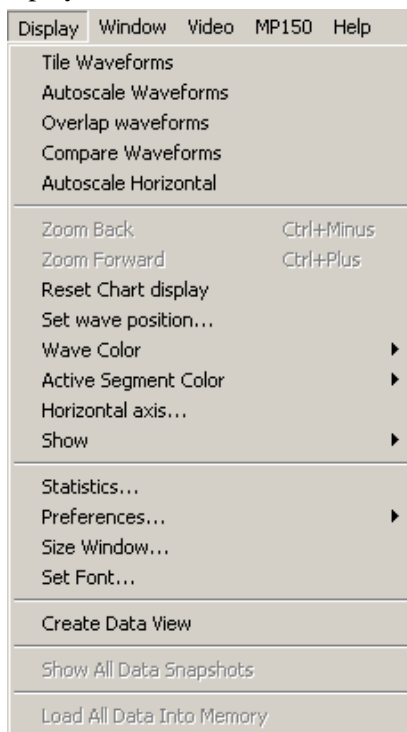 Display Window Video MP150 Help
Tile Waveforms
Autoscale Waveforms
Overlap waveforms
Compare Waveforms
Autoscale Horizontal
Zoom Back Ctrl+Minus
Zoom Forward Ctrl+Plus
Reset Chart display
Set wave position...
Wave Color
Active Segment Color
Horizontal axis...
Show
Statistics...
Preferences...
Size Window...
Set Font...
Create Data View
Show All Data Snapshots
Load All Data Into Memory